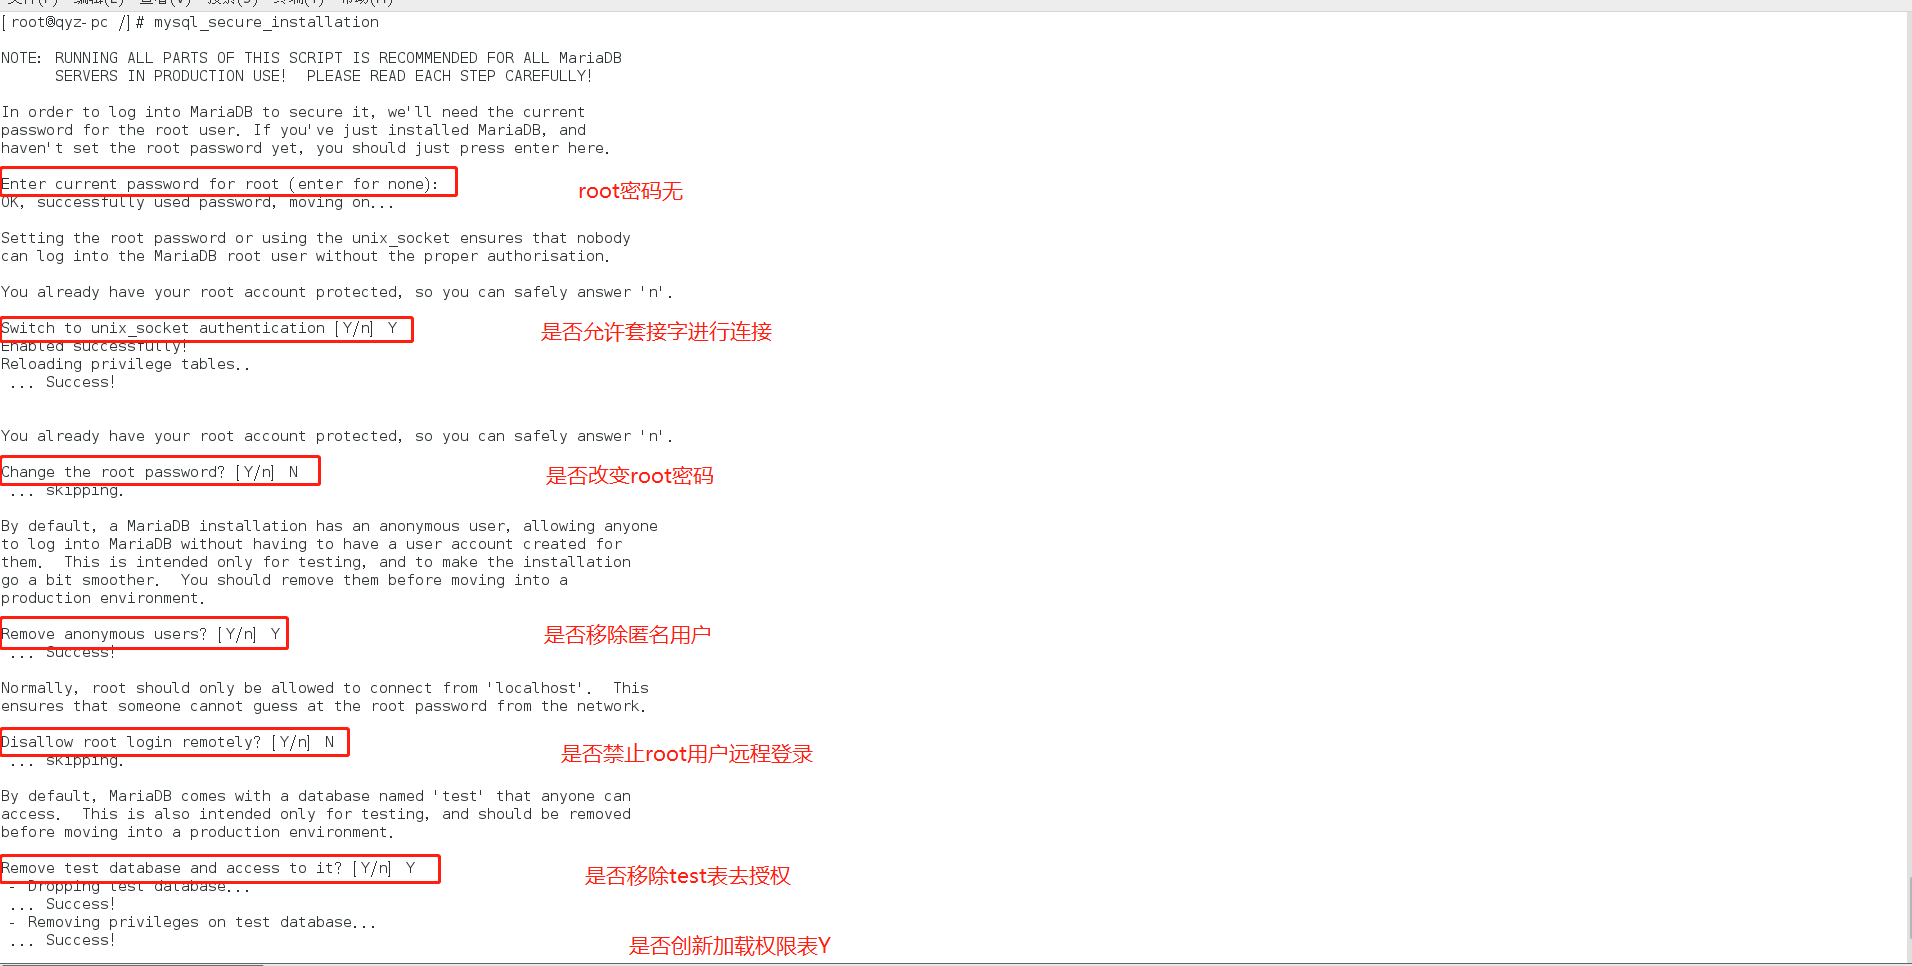 [root@qyz-pc /]# mysql_secure_installation
NOTE: RUNNING ALL PARTS OF THIS SCRIPT IS RECOMMENDED FOR ALL MariaDB
SERVERS IN PRODUCTION USE!  PLEASE READ EACH STEP CAREFULLY!
In order to log into MariaDB to secure it, we'll need the current
password for the root user. If you've just installed MariaDB, and
haven't set the root password yet, you should just press enter here.
Enter current password for root (enter for none):
root密码无
OK, successfully used password, moving on...
Setting the root password or using the unix_socket ensures that nobody
can log into the MariaDB root user without the proper authorisation.
You already have your root account protected, so you can safely answer 'n'.
Switch to unix_socket authentication [Y/n] Y
是否允许套接字进行连接
Enabled successfully!
Reloading privilege tables..
... Success!
You already have your root account protected, so you can safely answer 'n'.
Change the root password? [Y/n] N
是否改变root密码
... skipping.
By default, a MariaDB installation has an anonymous user, allowing anyone
to log into MariaDB without having to have a user account created for
them.  This is intended only for testing, and to make the installation
go a bit smoother.  You should remove them before moving into a
production environment.
Remove anonymous users? [Y/n] Y
是否移除匿名用户
... Success!
Normally, root should only be allowed to connect from 'localhost'.  This
ensures that someone cannot guess at the root password from the network.
Disallow root login remotely? [Y/n] N
是否禁止root用户远程登录
... skipping.
By default, MariaDB comes with a database named 'test' that anyone can
access.  This is also intended only for testing, and should be removed
before moving into a production environment.
Remove test database and access to it? [Y/n] Y
是否移除test表去授权
- Dropping test database...
... Success!
- Removing privileges on test database...
... Success!
是否创新加载权限表Y